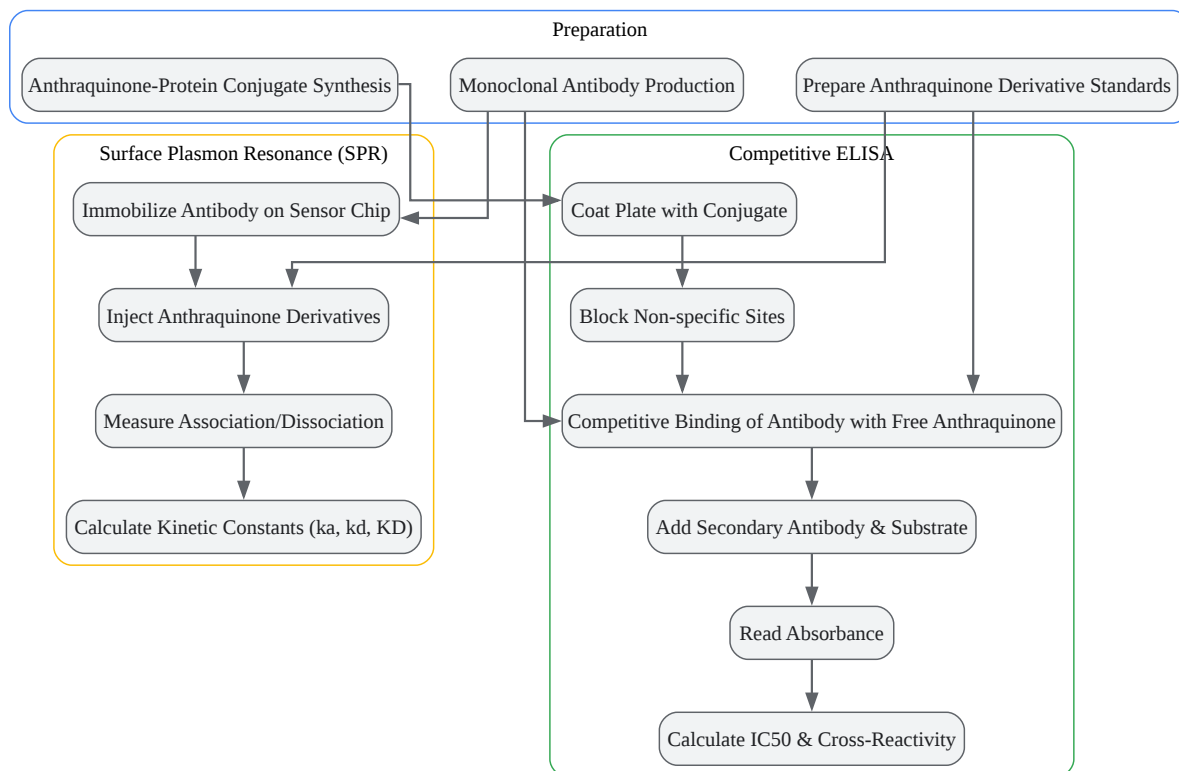 Preparation
Anthraquinone-Protein Conjugate Synthesis
Monoclonal Antibody Production
Prepare Anthraquinone Derivative Standards
Surface Plasmon Resonance (SPR)
Immobilize Antibody on Sensor Chip
Inject Anthraquinone Derivatives
Measure Association/Dissociation
Calculate Kinetic Constants (ka, kd, KD)
Competitive ELISA
Coat Plate with Conjugate
Block Non-specific Sites
Competitive Binding of Antibody with Free Anthraquinone
Add Secondary Antibody & Substrate
Read Absorbance
Calculate IC50 & Cross-Reactivity